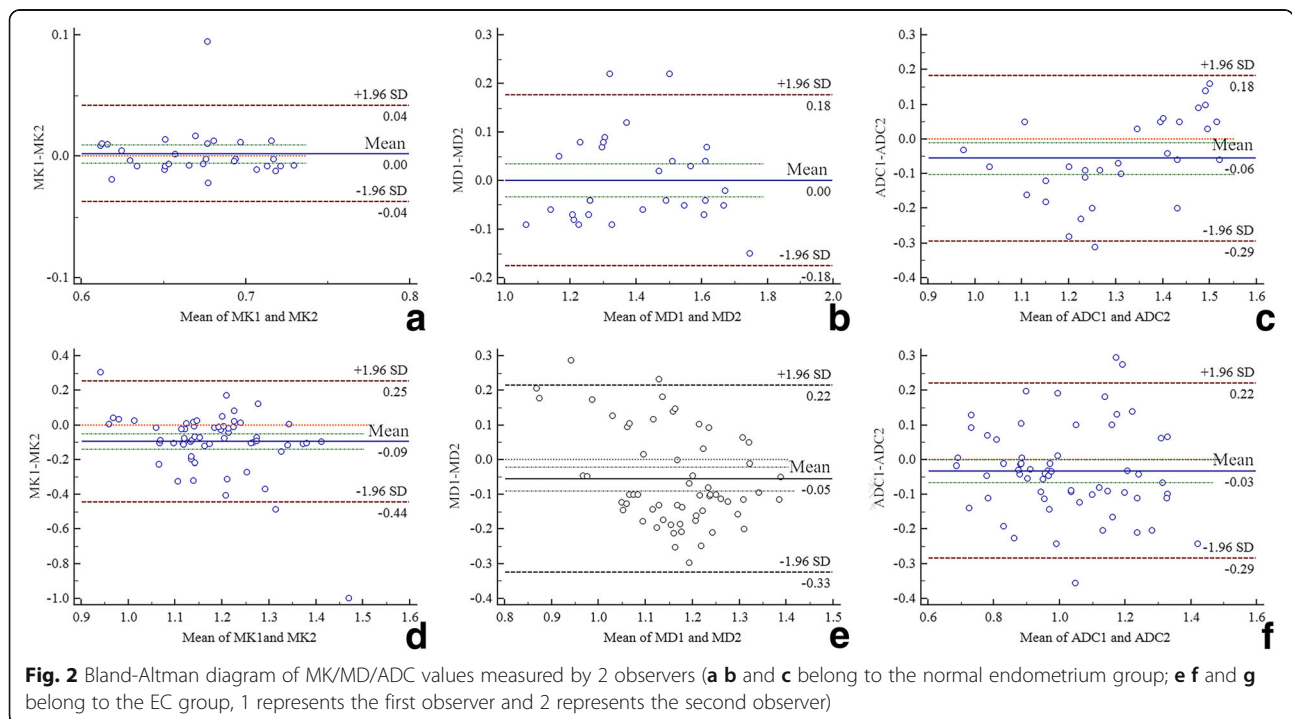 0.1
0.0
-0.1
MK1-MK2
+1.96 SD
0.04
Mean
0.00
-1.96 SD
-0.04
0.6 0.7 0.8
Mean of MK1 and MK2
a
0.3
0.2
0.1
0.0
-0.1
-0.2
MD1-MD2
+1.96 SD
0.18
Mean
0.00
-1.96 SD
-0.18
1.0 1.2 1.4 1.6 1.8 2.0
Mean of MD1 and MD2
b
0.3
0.2
0.1
0.0
-0.1
-0.2
-0.3
-0.4
ADC1-ADC2
+1.96 SD
0.18
Mean
-0.06
-1.96 SD
-0.29
0.9 1.0 1.1 1.2 1.3 1.4 1.5 1.6
Mean of ADC1 and ADC2
c
0.4
0.2
0.0
-0.2
-0.4
-0.6
-0.8
-1.0
MK1-MK2
+1.96 SD
0.25
Mean
-0.09
-1.96 SD
-0.44
0.9 1.0 1.1 1.2 1.3 1.4 1.5 1.6
Mean of MK1and MK2
d
0.3
0.2
0.1
0.0
-0.1
-0.2
-0.3
-0.4
MD1-MD2
+1.96 SD
0.22
Mean
-0.05
-1.96 SD
-0.33
0.8 0.9 1.0 1.1 1.2 1.3 1.4 1.5
Mean of MD1 and MD2
e
0.3
0.2
0.1
0.0
-0.1
-0.2
-0.3
-0.4
ADC1-ADC2
+1.96 SD
0.22
Mean
-0.03
-1.96 SD
-0.29
0.6 0.8 1.0 1.2 1.4 1.6
Mean of ADC1 and ADC2
f
Fig. 2 Bland-Altman diagram of MK/MD/ADC values measured by 2 observers (a b and c belong to the normal endometrium group; e f and g
belong to the EC group, 1 represents the first observer and 2 represents the second observer)